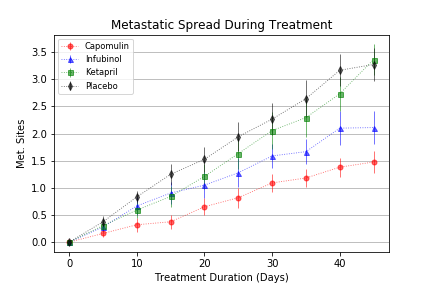 Metastatic Spread During Treatment
Capomulin
Infubinol
Ketapril
Placebo
3.5
3.0
2.5
2.0
1.5
1.0
0.5
0.0
Met. Sites
0 10 20 30 40
Treatment Duration (Days)